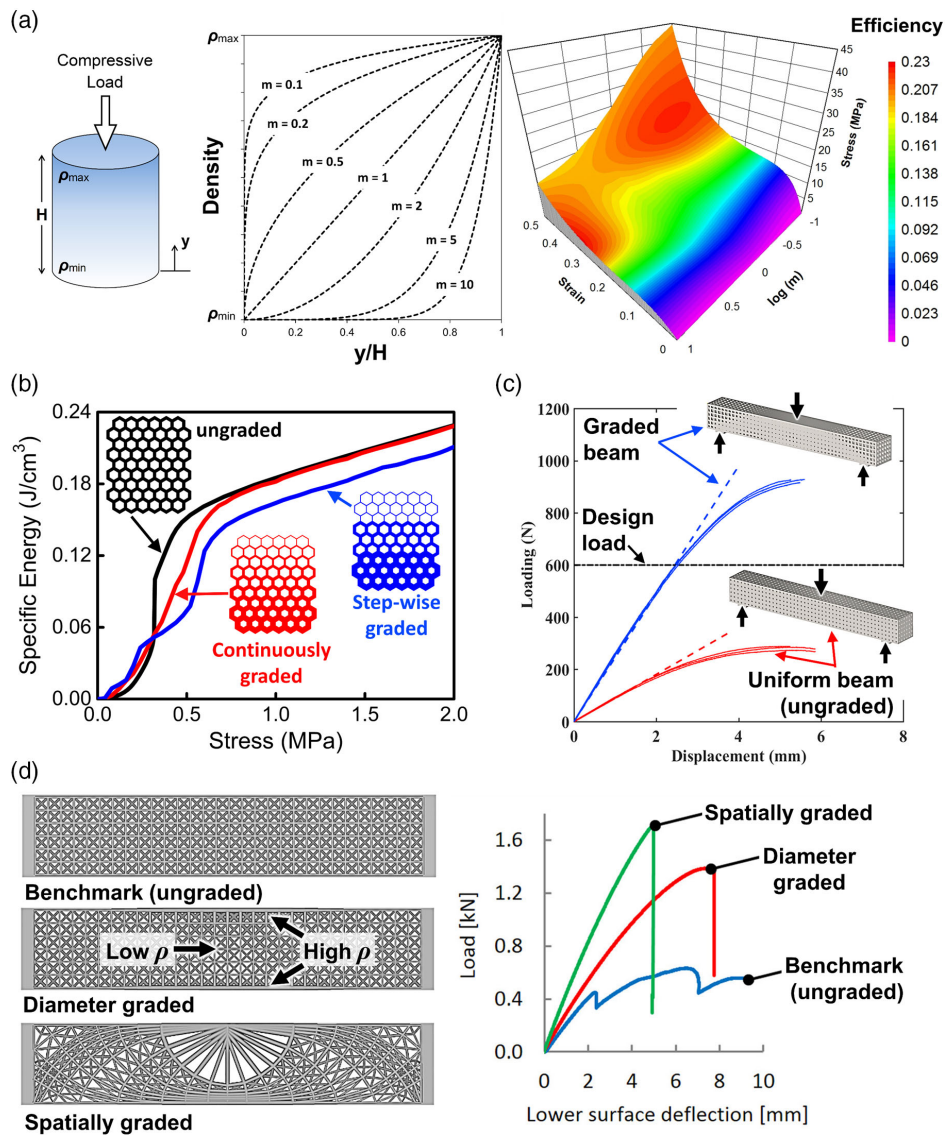 (a)
Compressive
Load
ρmax
H
ρmin
y
ρmax
Density
ρmin
m = 0.1
m = 0.2
m = 0.5
m = 1
m = 2
m = 5
m = 10
0 0.2 0.4 0.6 0.8 1
y/H
Efficiency
45
40
35
30
25
20
15
10
5
Stress (MPa)
0.5
0.4
0.3
0.2
0.1
0
Strain
-1
-0.5
0
0.5
1
log (m)
0.23
0.207
0.184
0.161
0.138
0.115
0.092
0.069
0.046
0.023
0
(b)
0.24
0.18
0.12
0.06
0.00
Specific Energy (J/cm³)
ungraded
Continuously
graded
Step-wise
graded
0.0 0.5 1.0 1.5 2.0
Stress (MPa)
(c)
1200
1000
800
600
400
200
0
Loading (N)
Graded
beam
Design
load
Uniform beam
(ungraded)
0 2 4 6 8
Displacement (mm)
(d)
Benchmark (ungraded)
Low ρ
High ρ
Diameter graded
Spatially graded
1.6
1.2
0.8
0.4
0.0
Load [kN]
Spatially graded
Diameter
graded
Benchmark
(ungraded)
0 2 4 6 8 10
Lower surface deflection [mm]